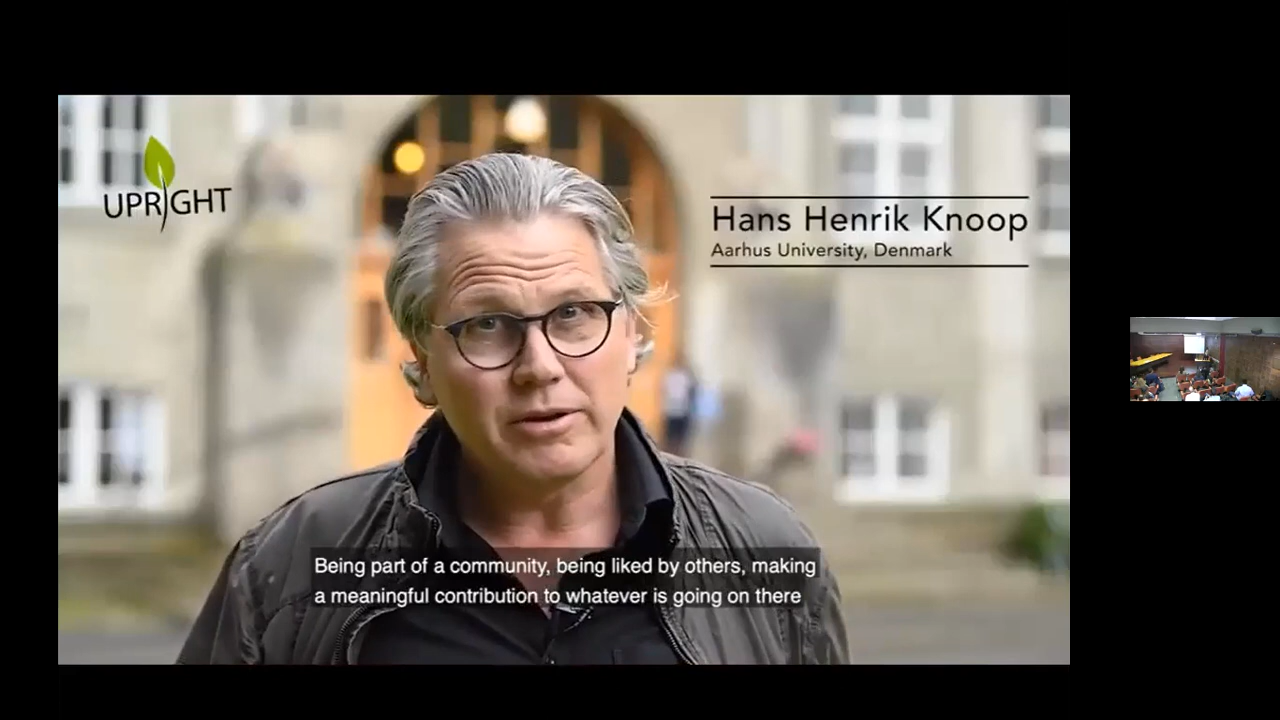 UPRIGHT
Hans Henrik Knoop
Aarhus University, Denmark
Being part of a community, being liked by others, making
a meaningful contribution to whatever is going on there